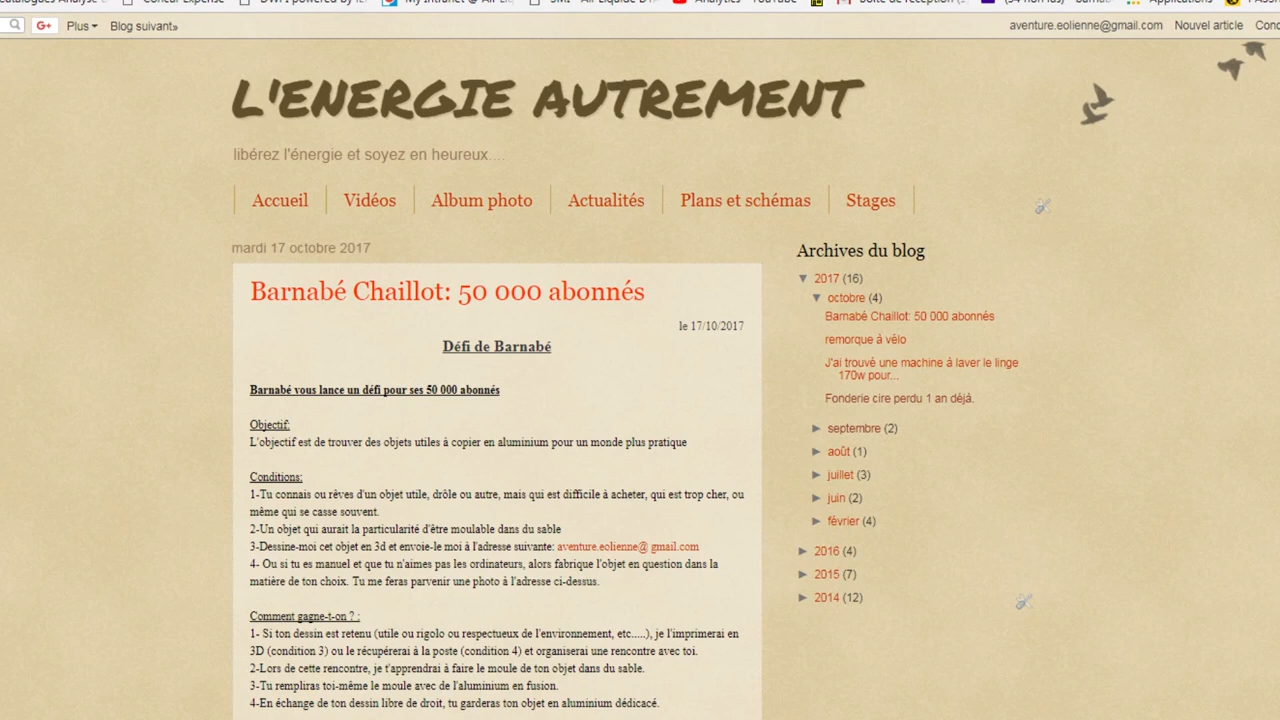 G+ Plus Blog suivant»
aventure.eolienne@gmail.com Nouvel article
L'ENERGIE AUTREMENT
libérez l'énergie et soyez en heureux....
Accueil Vidéos Album photo Actualités Plans et schémas Stages
mardi 17 octobre 2017
Barnabé Chaillot: 50 000 abonnés
le 17/10/2017
Défi de Barnabé
Barnabé vous lance un défi pour ses 50 000 abonnés
Objectif:
L'objectif est de trouver des objets utiles à copier en aluminium pour un monde plus pratique
Conditions:
1-Tu connais ou rêves d'un objet utile, drôle ou autre, mais qui est difficile à acheter, qui est trop cher, ou
même qui se casse souvent.
2-Un objet qui aurait la particularité d'être moulable dans du sable
3-Dessine-moi cet objet en 3d et envoie-le moi à l'adresse suivante: aventure.eolienne@ gmail.com
4- Ou si tu es manuel et que tu n'aimes pas les ordinateurs, alors fabrique l'objet en question dans la
matière de ton choix. Tu me feras parvenir une photo à l'adresse ci-dessus.
Comment gagne-t-on ? :
1- Si ton dessin est retenu (utile ou rigolo ou respectueux de l'environnement, etc.....), je l'imprimerai en
3D (condition 3) ou le récupérerai à la poste (condition 4) et organiserai une rencontre avec toi.
2-Lors de cette rencontre, je t'apprendrai à faire le moule de ton objet dans du sable.
3-Tu rempliras toi-même le moule avec de l'aluminium en fusion.
4-En échange de ton dessin libre de droit, tu garderas ton objet en aluminium dédicacé.
Archives du blog
▼ 2017 (16)
▼ octobre (4)
Barnabé Chaillot: 50 000 abonnés
remorque à vélo
J'ai trouvé une machine à laver le linge
170w pour...
Fonderie cire perdu 1 an déjà.
► septembre (2)
► août (1)
► juillet (3)
► juin (2)
► février (4)
► 2016 (4)
► 2015 (7)
► 2014 (12)